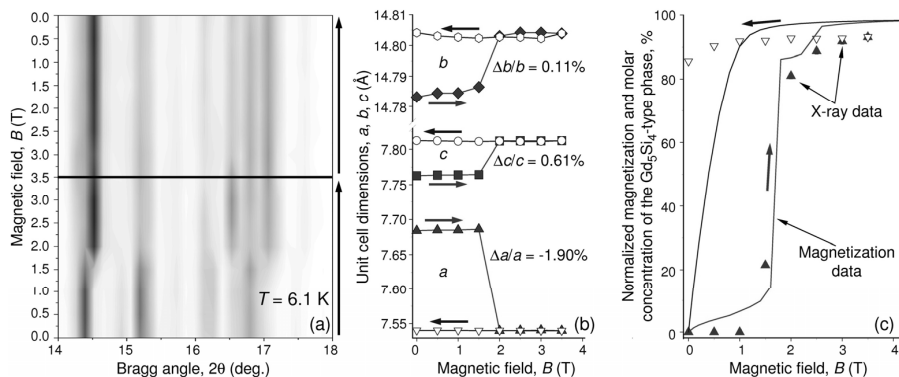 (a)
Magnetic field, B (T)
0.0
0.5
1.0
1.5
2.0
2.5
3.0
3.5
3.0
2.5
2.0
1.5
1.0
0.5
0.0
T = 6.1 K
14 15 16 17 18
Bragg angle, 2θ (deg.)
(b)
Unit cell dimensions, a, b, c (Å)
14.81
14.80
14.79
14.78
7.80
7.75
7.70
7.65
7.60
7.55
b
Δb/b = 0.11%
c
Δc/c = 0.61%
Δa/a = -1.90%
a
0 1 2 3 4
Magnetic field, B (T)
(c)
Normalized magnetization and molar
concentration of the Gd5Si4-type phase, %
100
80
60
40
20
0
X-ray data
Magnetization
data
0 1 2 3 4
Magnetic field, B (T)